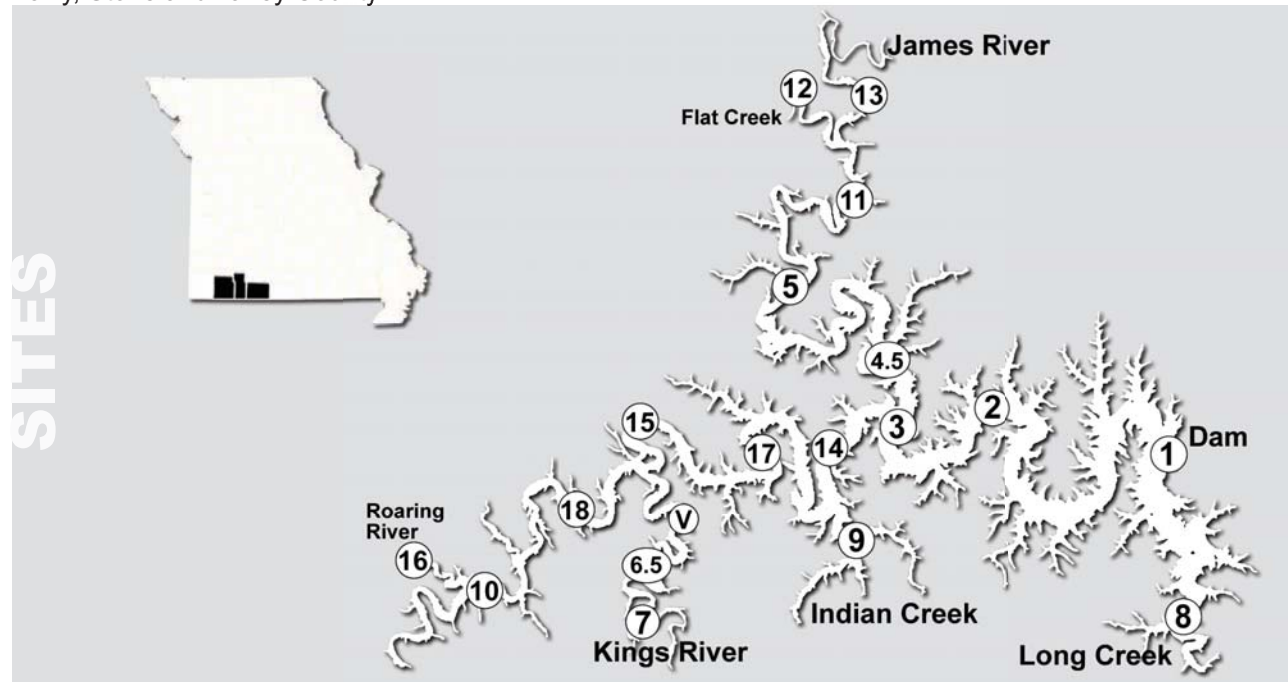 James River
12
13
Flat Creek
11
5
4.5
SITES
2
15
3
17
14
Dam
1
Roaring
River
18
V
16
9
6.5
10
7
Indian Creek
8
Kings River
Long Creek